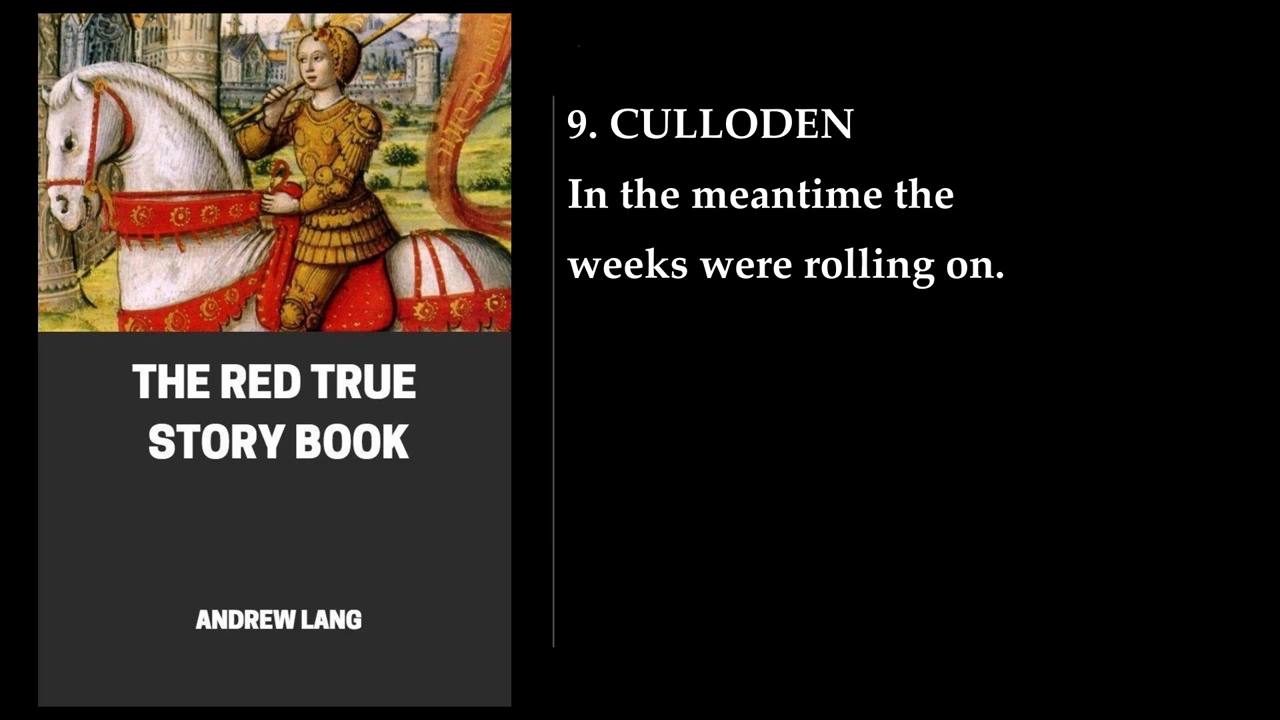 THE RED TRUE
STORY BOOK
ANDREW LANG
9. CULLODEN
In the meantime the
weeks were rolling on.